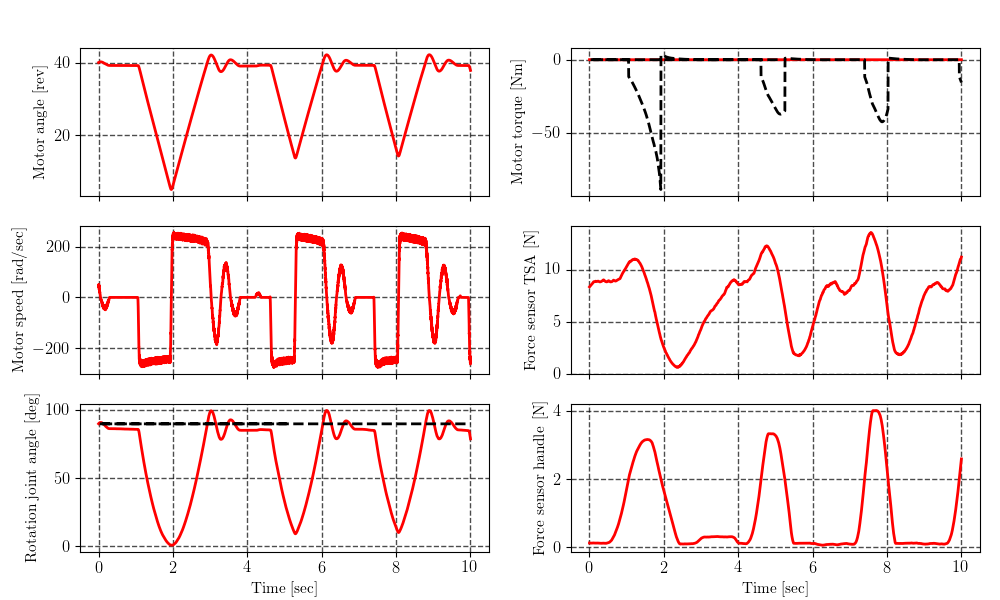 Motor angle [rev]
40
20
Motor torque [Nm]
0
−50
Motor speed [rad/sec]
200
0
−200
Force sensor TSA [N]
10
5
0
Rotation joint angle [deg]
100
50
0
0 2 4 6 8 10
Time [sec]
Force sensor handle [N]
4
2
0
0 2 4 6 8 10
Time [sec]